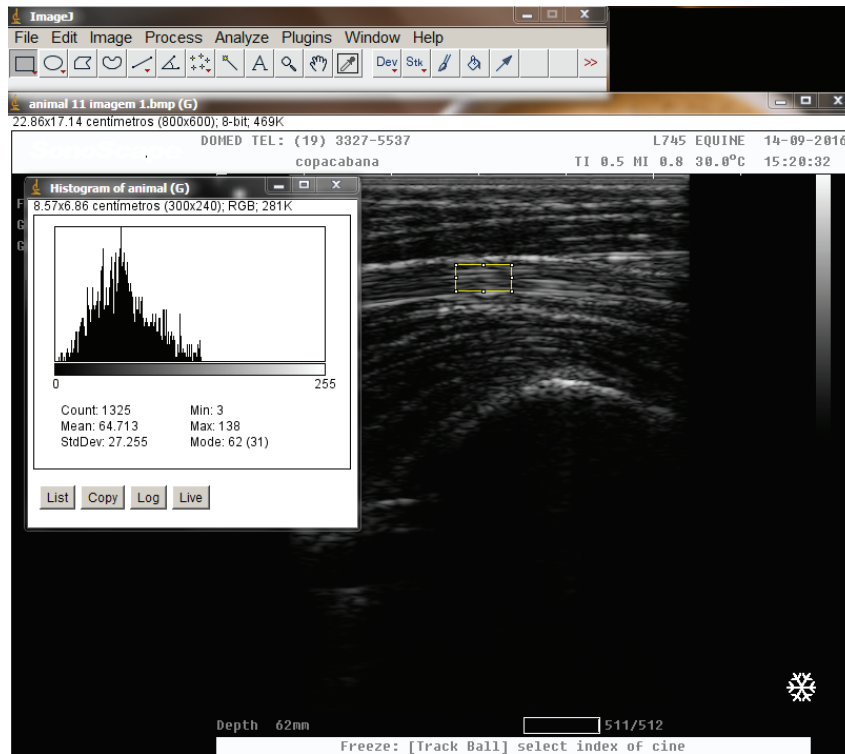 ImageJ
File Edit Image Process Analyze Plugins Window Help
Dev Stk A >>
animal 11 imagem 1.bmp (G)
22.86x17.14 centímetros (800x600); 8-bit; 469K
DOMED TEL: (19) 3327-5537 L745 EQUINE 14-09-2016
SonoScape copacabana TI 0.5 MI 0.8 30.0°C 15:20:32
Histogram of animal (G)
8.57x6.86 centímetros (300x240); RGB; 281K
F
G
G
0 255
Count: 1325 Min: 3
Mean: 64.713 Max: 138
StdDev: 27.255 Mode: 62 (31)
List Copy Log Live
Depth 62mm 511/512
Freeze: [Track Ball] select index of cine